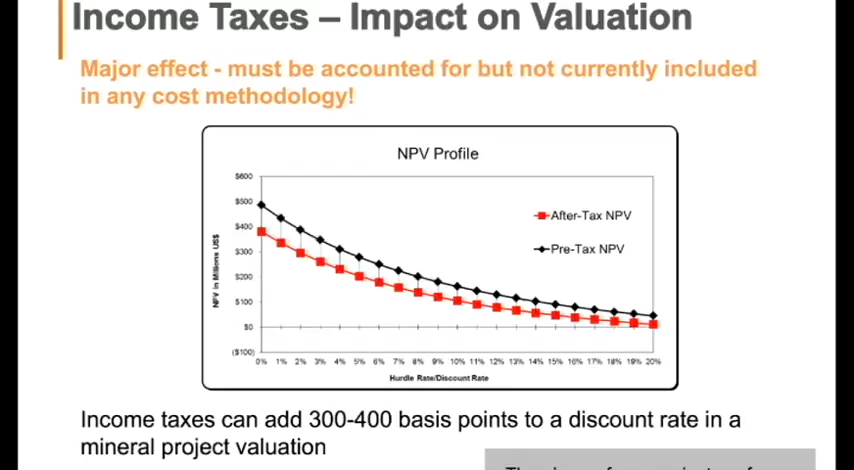 Income Taxes – Impact on Valuation
Major effect - must be accounted for but not currently included
in any cost methodology!
NPV Profile
$600
$500
$400
$300
$200
$100
$0
($100)
NPV in Millions US$
After-Tax NPV
Pre-Tax NPV
0% 1% 2% 3% 4% 5% 6% 7% 8% 9% 10% 11% 12% 13% 14% 15% 16% 17% 18% 19% 20%
Hurdle Rate/Discount Rate
Income taxes can add 300-400 basis points to a discount rate in a
mineral project valuation